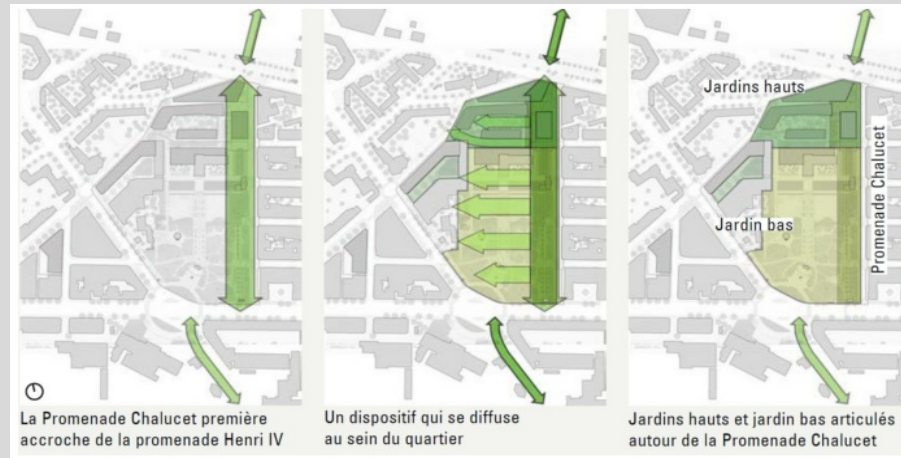 Jardins hauts
Jardin bas
Promenade Chalucet
La Promenade Chalucet première
accroche de la promenade Henri IV
Un dispositif qui se diffuse
au sein du quartier
Jardins hauts et jardin bas articulés
autour de la Promenade Chalucet